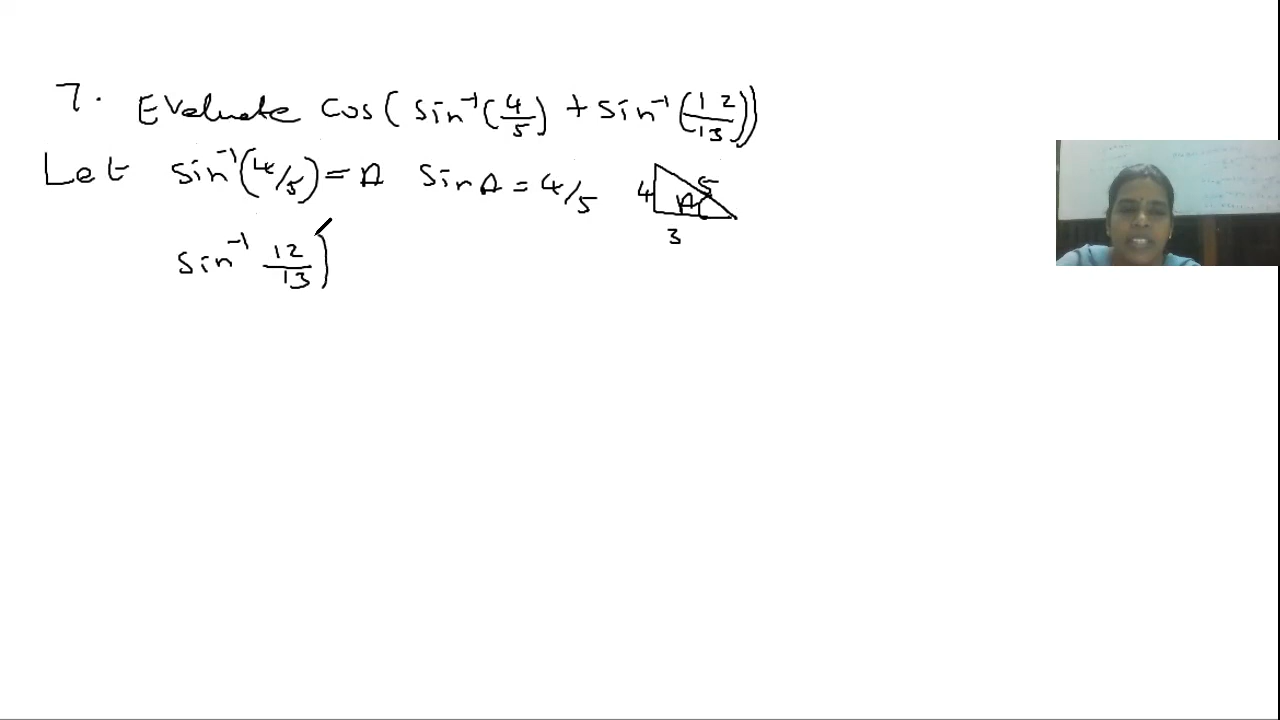 7. Evaluate cos(sin⁻¹(4/5) + sin⁻¹(12/13))
Let sin⁻¹(4/5) = A sin A = 4/5 4 5 A
3
sin⁻¹ 12/13)